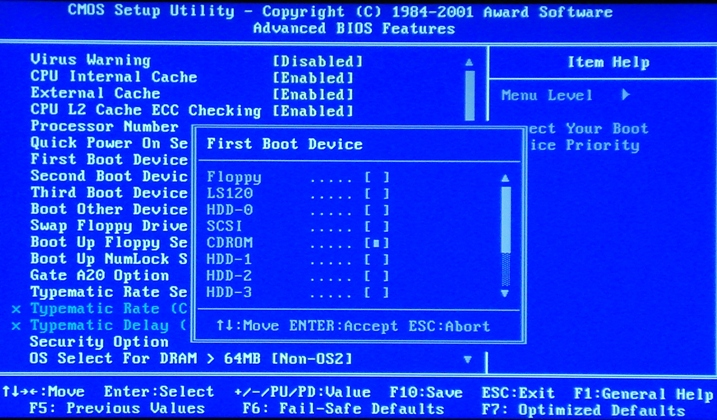 CMOS Setup Utility - Copyright (C) 1984-2001 Award Software
Advanced BIOS Features
Virus Warning [Disabled]
CPU Internal Cache [Enabled]
External Cache [Enabled]
CPU L2 Cache ECC Checking [Enabled]
Processor Number
Quick Power On Se
First Boot Device
Second Boot Devic
Third Boot Device
Boot Other Device
Swap Floppy Drive
Boot Up Floppy Se
Boot Up NumLock S
Gate A20 Option
Typematic Rate Se
x Typematic Rate (C
x Typematic Delay (
Security Option
OS Select For DRAM > 64MB [Non-OS2]
First Boot Device
Floppy ..... [ ]
LS120 ..... [ ]
HDD-0 ..... [ ]
SCSI ..... [ ]
CDROM ..... [■]
HDD-1 ..... [ ]
HDD-2 ..... [ ]
HDD-3 ..... [ ]
↑↓:Move ENTER:Accept ESC:Abort
Item Help
Menu Level ▶
ect Your Boot
ice Priority
↑↓→←:Move Enter:Select +/-/PU/PD:Value F10:Save ESC:Exit F1:General Help
F5: Previous Values F6: Fail-Safe Defaults F7: Optimized Defaults